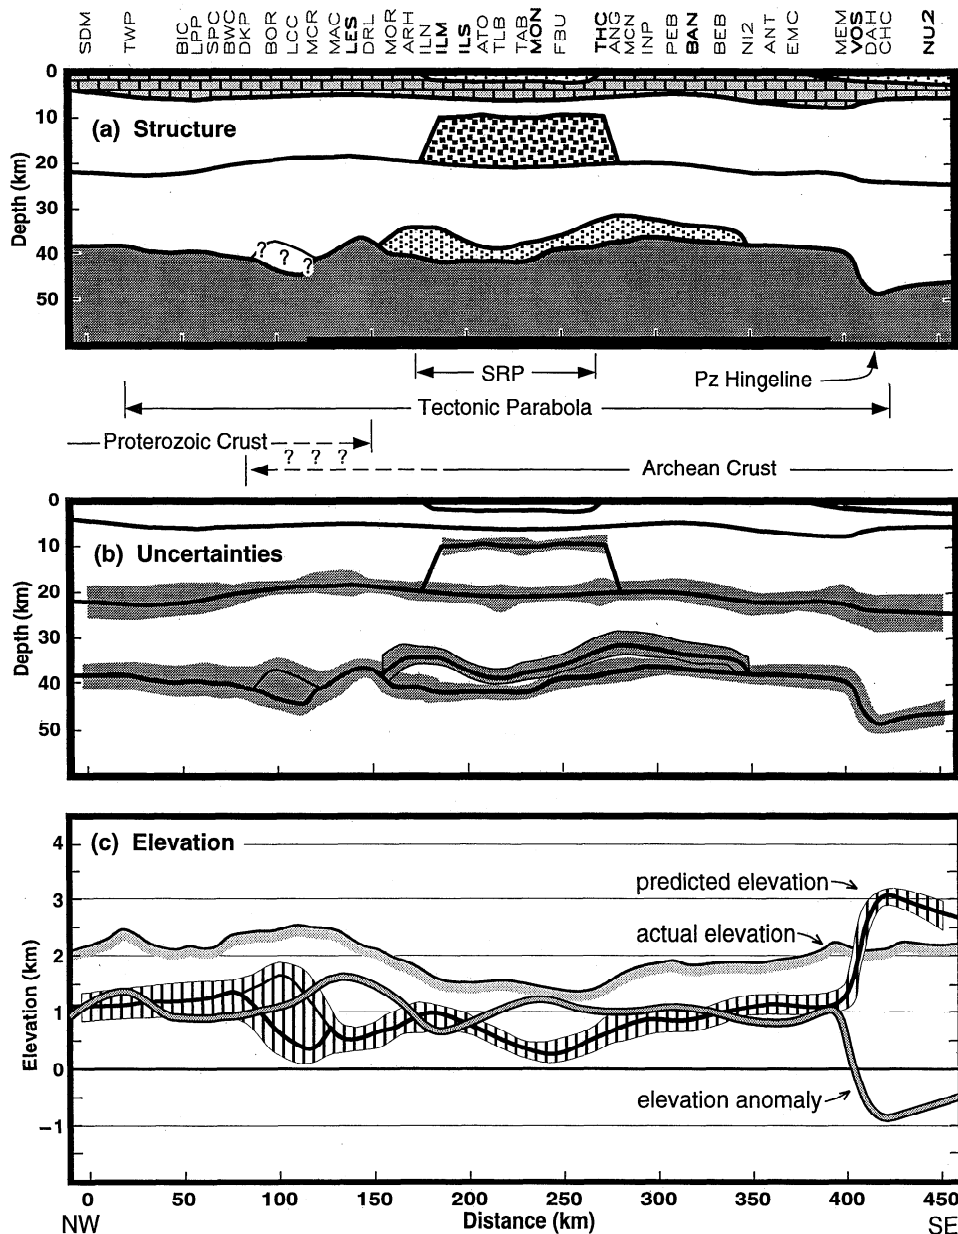 SDM TWP BIC LPP SPC BWC DKP BOR LCC MCR MAC LES DRL MOR ARH ILN ILM ILS ATO TLB TAB MON FBU THC ANG MCN INP PEB BAN BEB NI2 ANT EMC MEM VOS DAH CHC NU2
0
10
20
30
40
50
Depth (km)
(a) Structure
? ? ?
SRP
Pz Hingeline
Tectonic Parabola
Proterozoic Crust
? ? ?
Archean Crust
0
10
20
30
40
50
Depth (km)
(b) Uncertainties
4
3
2
1
0
−1
Elevation (km)
(c) Elevation
predicted elevation
actual elevation
elevation anomaly
0 50 100 150 200 250 300 350 400 450
NW Distance (km) SE